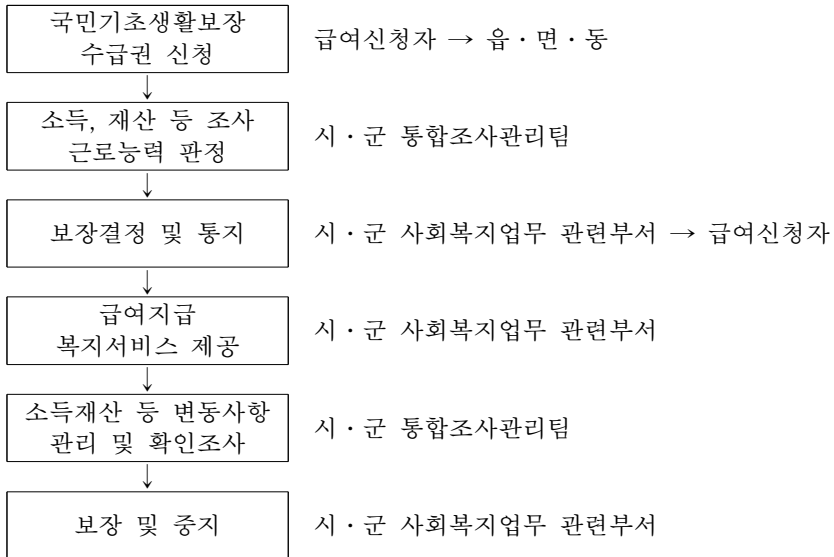 국민기초생활보장
수급권 신청
급여신청자 → 읍・면・동
소득, 재산 등 조사
근로능력 판정
시・군 통합조사관리팀
보장결정 및 통지
시・군 사회복지업무 관련부서 → 급여신청자
급여지급
복지서비스 제공
시・군 사회복지업무 관련부서
소득재산 등 변동사항
관리 및 확인조사
시・군 통합조사관리팀
보장 및 중지
시・군 사회복지업무 관련부서